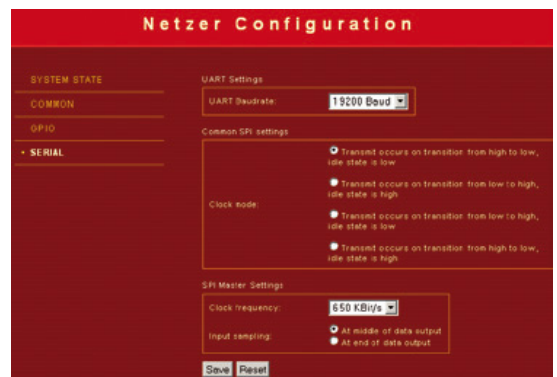 Netzer Configuration
SYSTEM STATE
COMMON
GPIO
• SERIAL
UART Settings
UART Baudrate:
19200 Baud
Common SPI settings
Clock mode:
Transmit occurs on transition from high to low,
idle state is low
Transmit occurs on transition from low to high,
idle state is high
Transmit occurs on transition from low to high,
idle state is low
Transmit occurs on transition from high to low,
idle state is high
SPI Master Settings
Clock frequency:
650 KBit/s
Input sampling:
At middle of data output
At end of data output
Save Reset